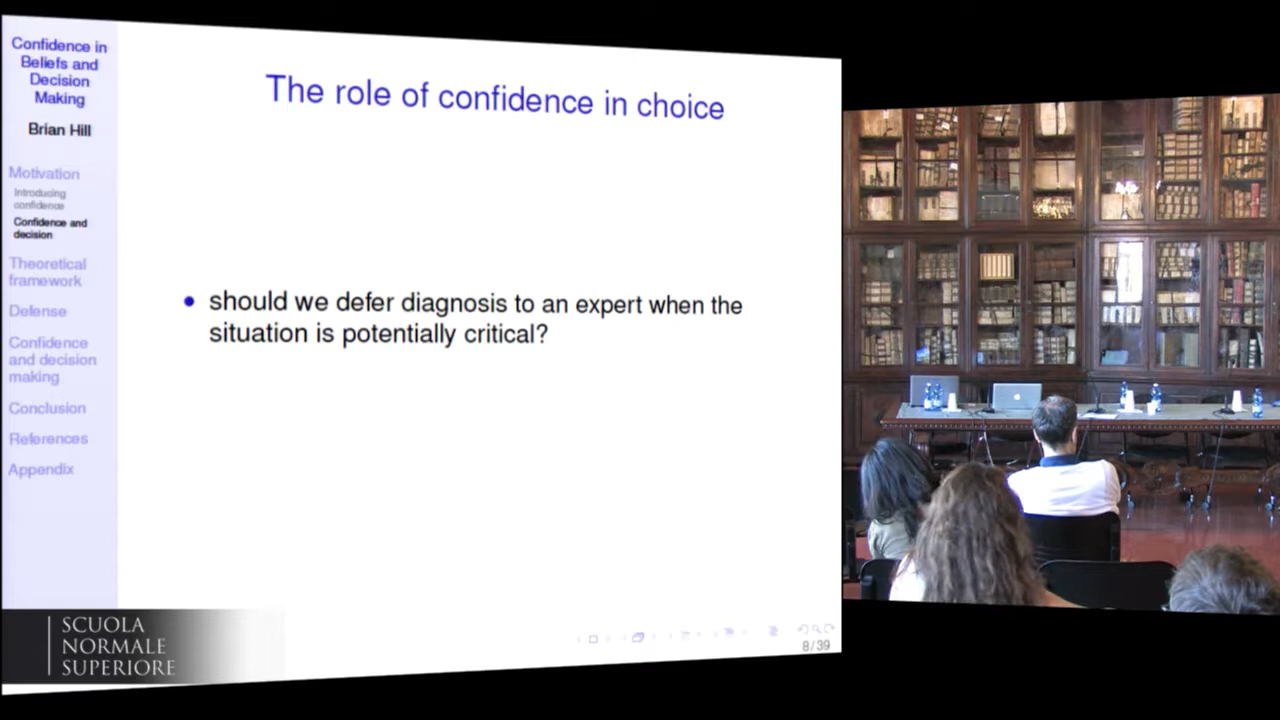 Confidence in
Beliefs and
Decision
Making
Brian Hill
Motivation
Introducing
confidence
Confidence and
decision
Theoretical
framework
Defense
Confidence
and decision
making
Conclusion
References
Appendix
The role of confidence in choice
should we defer diagnosis to an expert when the
situation is potentially critical?
8/39
SCUOLA
NORMALE
SUPERIORE